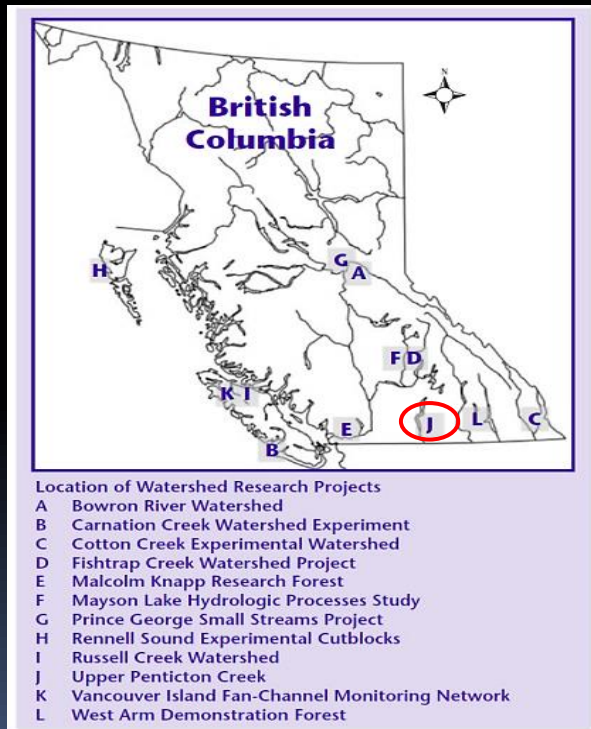 N
British
Columbia
H
G
A
F D
K I
E
J
L
C
B
Location of Watershed Research Projects
A Bowron River Watershed
B Carnation Creek Watershed Experiment
C Cotton Creek Experimental Watershed
D Fishtrap Creek Watershed Project
E Malcolm Knapp Research Forest
F Mayson Lake Hydrologic Processes Study
G Prince George Small Streams Project
H Rennell Sound Experimental Cutblocks
I Russell Creek Watershed
J Upper Penticton Creek
K Vancouver Island Fan-Channel Monitoring Network
L West Arm Demonstration Forest